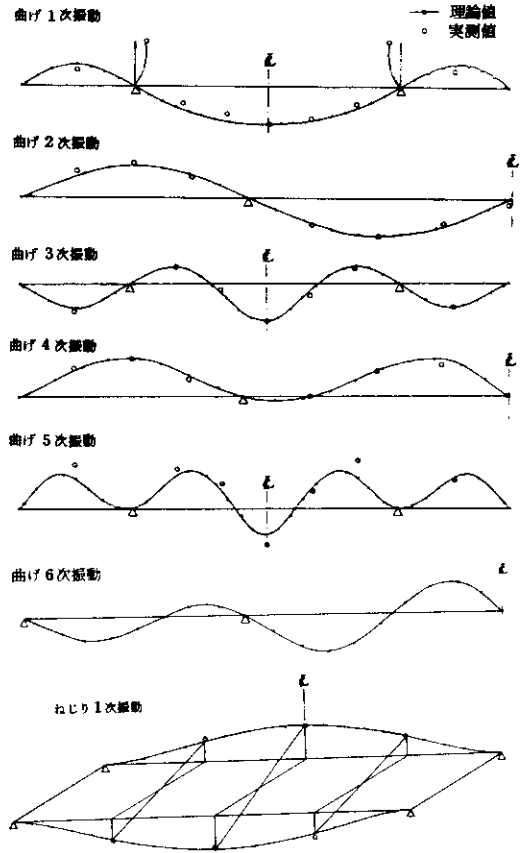 曲げ 1次振動
理論値
実測値
℄
曲げ 2次振動
℄
曲げ 3次振動
℄
曲げ 4次振動
℄
曲げ 5次振動
℄
曲げ 6次振動
℄
ねじり 1次振動
℄